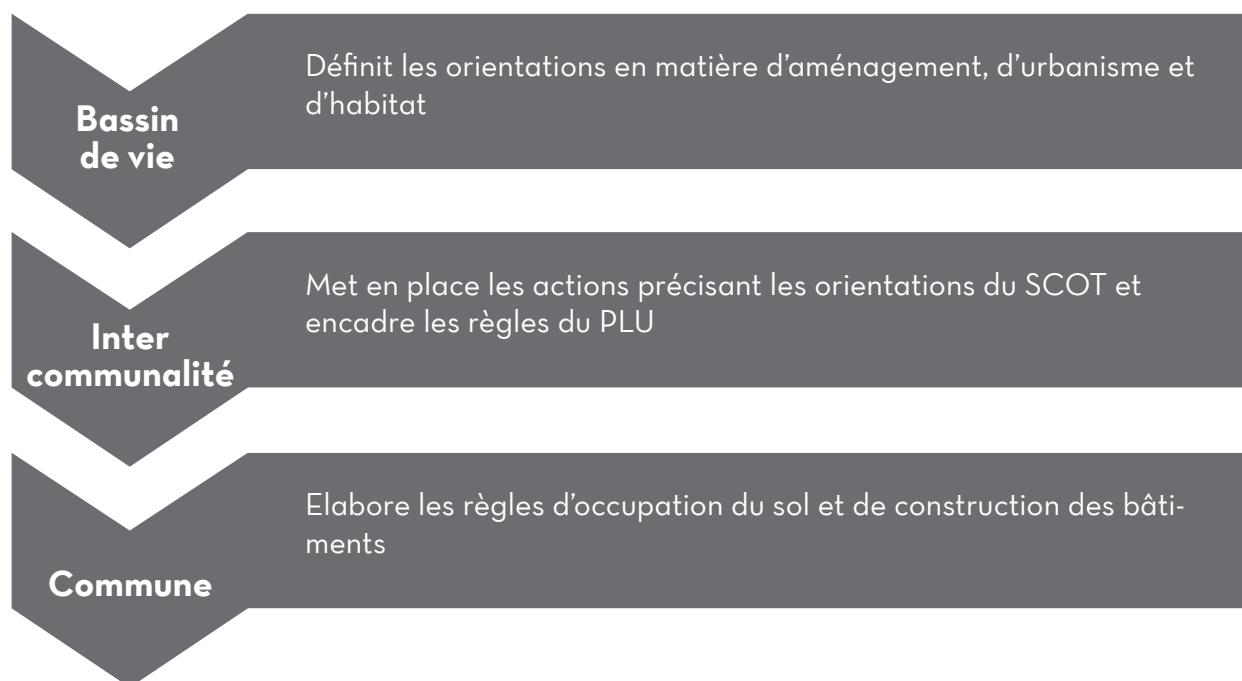 Bassin
de vie
Définit les orientations en matière d'aménagement, d'urbanisme et
d'habitat
Inter
communalité
Met en place les actions précisant les orientations du SCOT et
encadre les règles du PLU
Commune
Elabore les règles d'occupation du sol et de construction des bâti-
ments